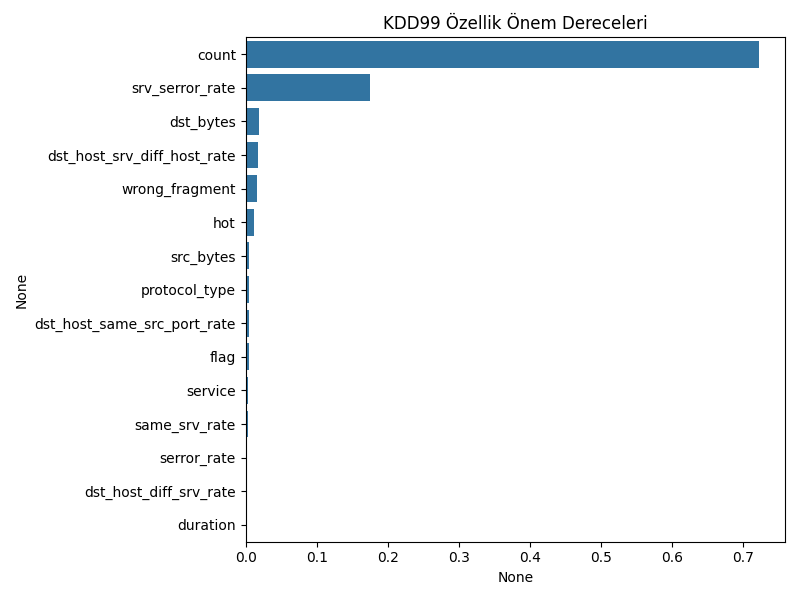 KDD99 Özellik Önem Dereceleri
count
srv_serror_rate
dst_bytes
dst_host_srv_diff_host_rate
wrong_fragment
hot
src_bytes
protocol_type
dst_host_same_src_port_rate
flag
service
same_srv_rate
serror_rate
dst_host_diff_srv_rate
duration
None
0.0 0.1 0.2 0.3 0.4 0.5 0.6 0.7
None